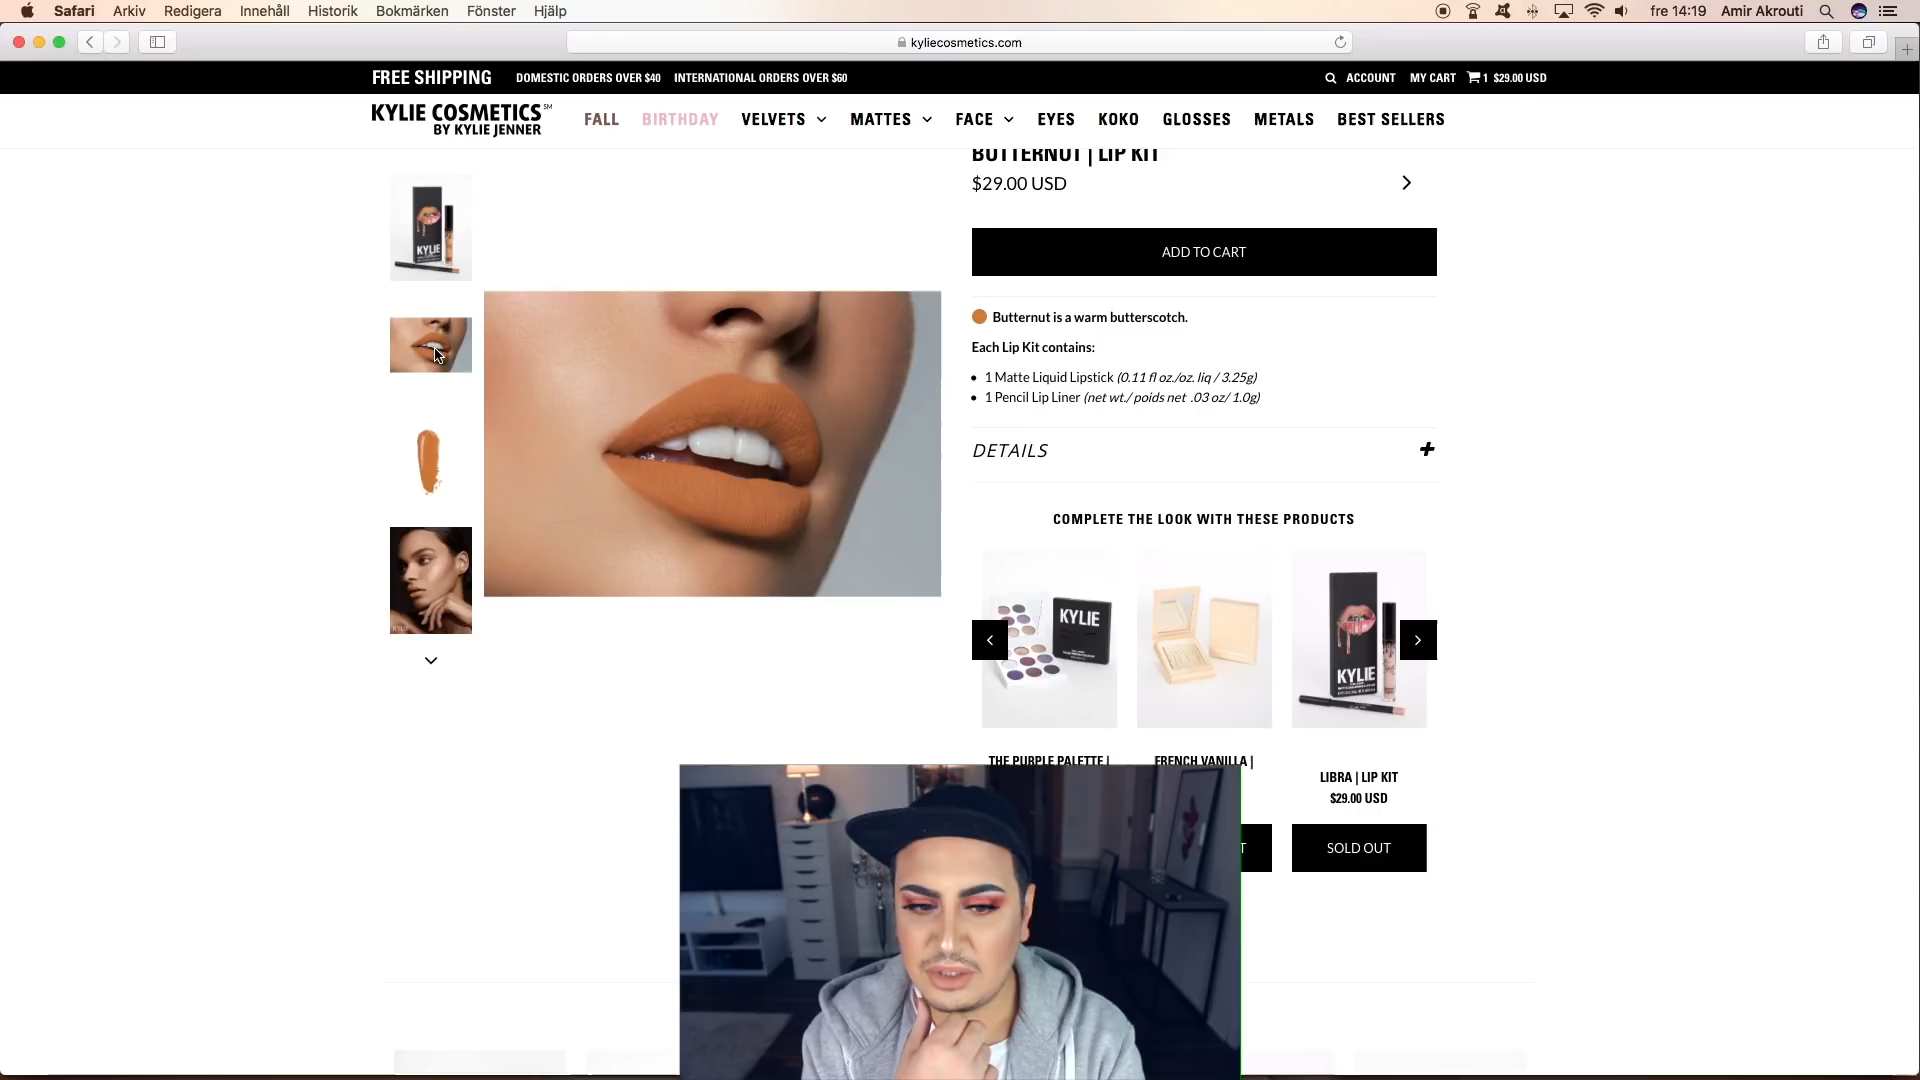 Safari Arkiv Redigera Innehåll Historik Bokmärken Fönster Hjälp fre 14:19 Amir Akrouti
kyliecosmetics.com
FREE SHIPPING DOMESTIC ORDERS OVER $40 INTERNATIONAL ORDERS OVER $60 ACCOUNT MY CART 1 $29.00 USD
KYLIE COSMETICS SM
BY KYLIE JENNER
FALL BIRTHDAY VELVETS MATTES FACE EYES KOKO GLOSSES METALS BEST SELLERS
BUTTERNUT | LIP KIT
$29.00 USD
ADD TO CART
Butternut is a warm butterscotch.
Each Lip Kit contains:
• 1 Matte Liquid Lipstick (0.11 fl oz./oz. liq / 3.25g)
• 1 Pencil Lip Liner (net wt./ poids net .03 oz/ 1.0g)
DETAILS
COMPLETE THE LOOK WITH THESE PRODUCTS
KYLIE
KYLIE
KYLIE
KYLIE
THE PURPLE PALETTE |
FRENCH VANILLA |
LIBRA | LIP KIT
$29.00 USD
T
SOLD OUT